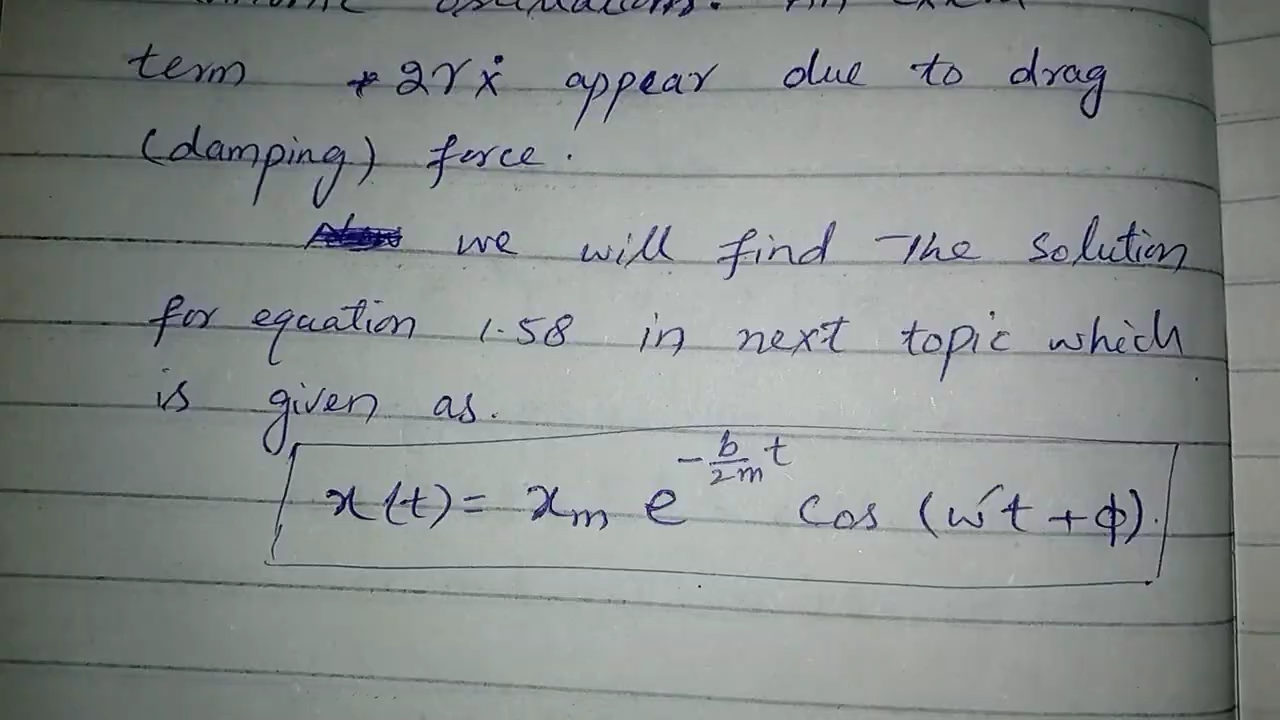 term + 2rẋ appear due to drag
(damping) force.
we will find the solution
for equation 1.58 in next topic which
is given as.
x(t) = xₘ e^(-b/2m t) cos (ω't + φ).